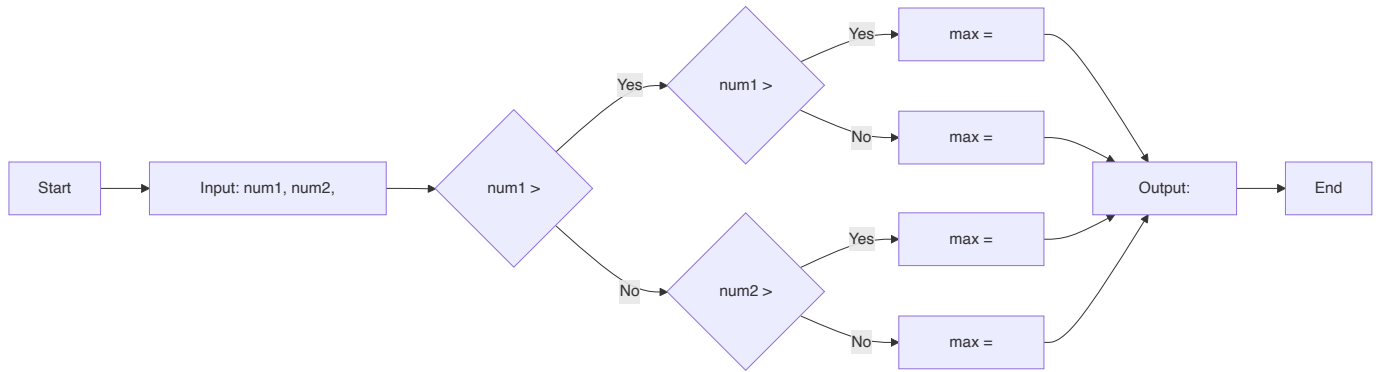 Start
Input: num1, num2,
num1 >
Yes
No
num1 >
num2 >
Yes
No
Yes
No
max =
max =
max =
max =
Output:
End